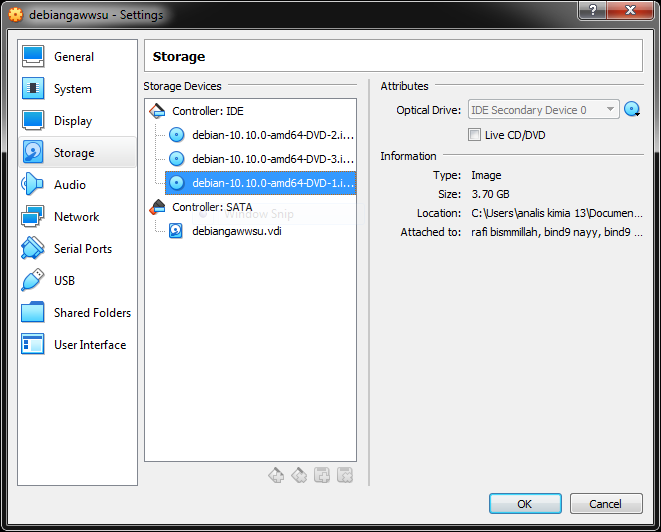 debiangawwsu - Settings
General
System
Display
Storage
Audio
Network
Serial Ports
USB
Shared Folders
User Interface
Storage
Storage Devices
Controller: IDE
debian-10.10.0-amd64-DVD-2.i...
debian-10.10.0-amd64-DVD-3.i...
debian-10.10.0-amd64-DVD-1.i...
Controller: SATA
Window Snip
debiangawwsu.vdi
Attributes
Optical Drive: IDE Secondary Device 0
Live CD/DVD
Information
Type: Image
Size: 3.70 GB
Location: C:\Users\analis kimia 13\Documen...
Attached to: rafi bismmillah, bind9 nayy, bind9 ...
OK
Cancel